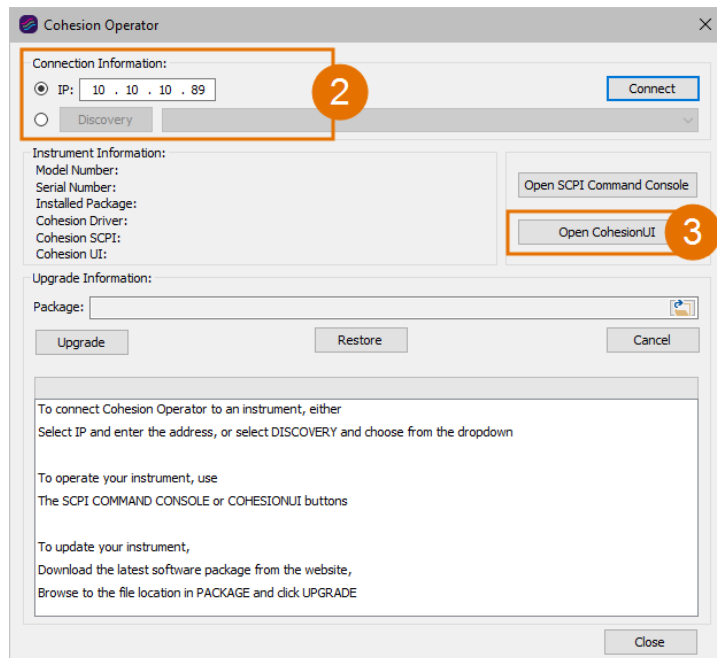 Cohesion Operator
Connection Information:
IP: 10 . 10 . 10 . 89
2
Connect
Discovery
Instrument Information:
Model Number:
Serial Number:
Installed Package:
Cohesion Driver:
Cohesion SCPI:
Cohesion UI:
Open SCPI Command Console
Open CohesionUI
3
Upgrade Information:
Package:
Upgrade
Restore
Cancel
To connect Cohesion Operator to an instrument, either
Select IP and enter the address, or select DISCOVERY and choose from the dropdown
To operate your instrument, use
The SCPI COMMAND CONSOLE or COHESIONUI buttons
To update your instrument,
Download the latest software package from the website,
Browse to the file location in PACKAGE and click UPGRADE
Close